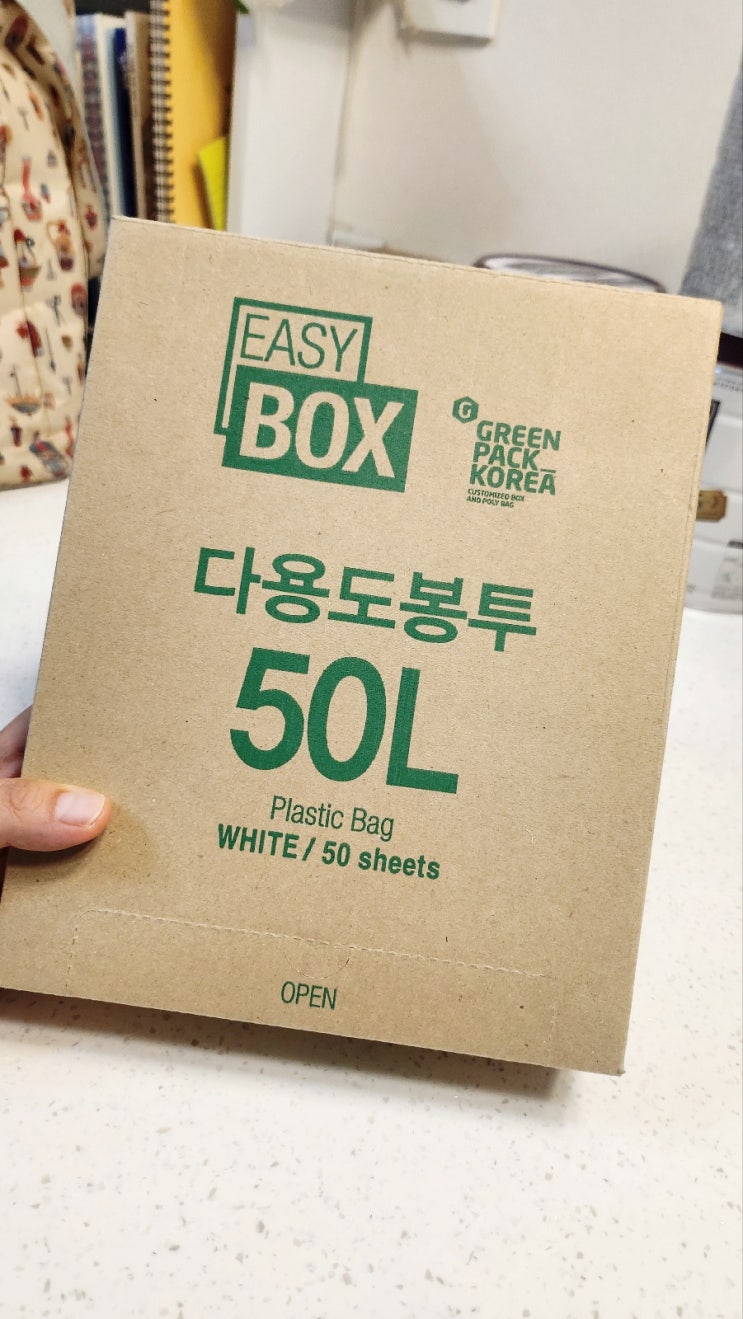 EASY
BOX
G
GREEN
PACK_
KOREA
CUSTOMIZED BOX
AND POLY BAG
다용도봉투
50L
Plastic Bag
WHITE / 50 sheets
OPEN